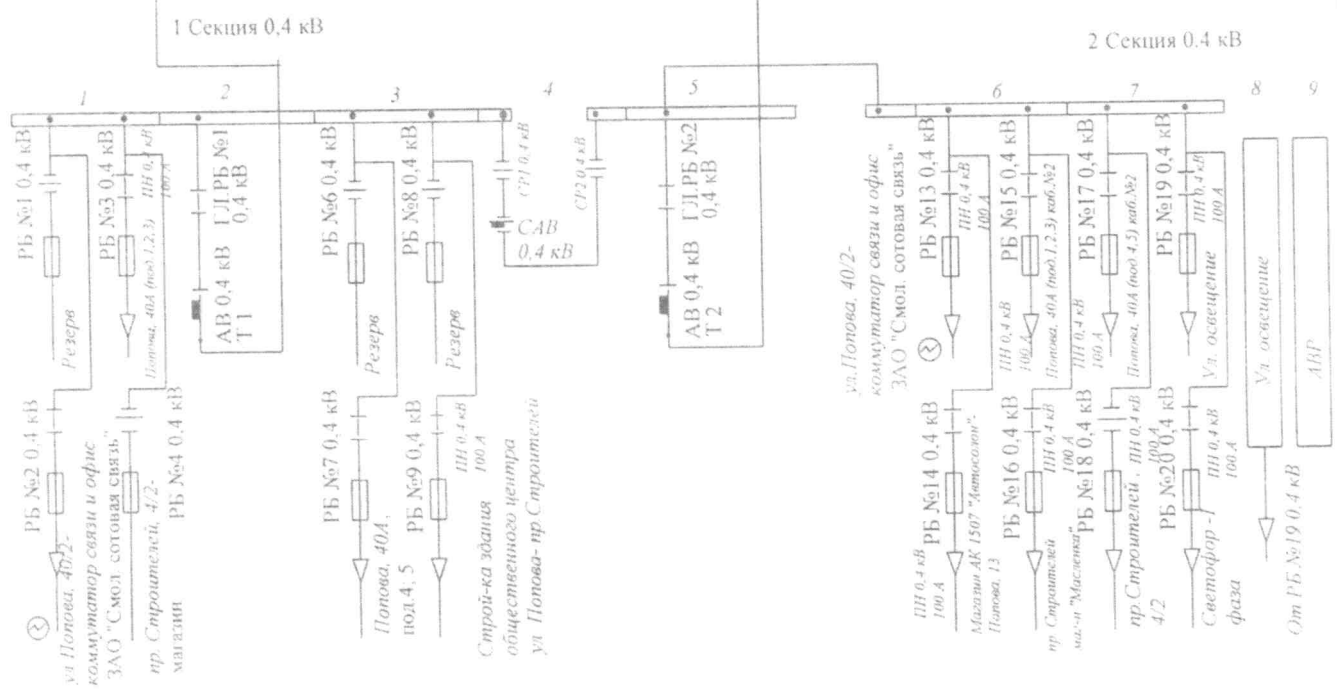 1 Секция 0,4 кВ
2 Секция 0.4 кВ
1
2
3
4
5
6
7
8
9
РБ №1 0,4 кВ
Резерв
РБ №2 0,4 кВ
ул Попова, 40/2-
коммутатор связи и офис
ЗАО "Смол. сотовая связь"
РБ №3 0,4 кВ
ПН 0,4 кВ
100 А
Попова, 40А (под.1,2,3)
РБ №4 0.4 кВ
пр. Строителей, 4/2-
магазин
ГЛ.РБ №1
0,4 кВ
АВ 0,4 кВ
Т 1
РБ №6 0,4 кВ
Резерв
РБ №7 0,4 кВ
Попова, 40А,
под.4; 5
РБ №8 0,4 кВ
Резерв
РБ №9 0,4 кВ
ПН 0,4 кВ
100 А
Строй-ка здания
общественного центра
ул Попова- пр.Строителей
СР1 0,4 кВ
САВ
0,4 кВ
СР2 0,4 кВ
ГЛ.РБ №2
0,4 кВ
АВ 0,4 кВ
Т 2
ул.Попова, 40/2-
коммутатор связи и офис
ЗАО "Смол. сотовая связь"
РБ №13 0,4 кВ
ПН 0,4 кВ
100 А
РБ №14 0.4 кВ
ПН 0,4 кВ
100 А
Магазин АК 1507 "Автосалон"-
Попова, 13
РБ №15 0,4 кВ
ПН 0,4 кВ
100 А
Попова, 40А (под.1,2,3) каб.№2
РБ №16 0,4 кВ
ПН 0,4 кВ
100 А
пр. Строителей
маг-н "Масленка"
РБ №17 0,4 кВ
ПН 0,4 кВ
100 А
Попова, 40А (под.4,5) каб.№2
РБ №18 0,4 кВ
ПН 0,4 кВ
100 А
пр.Строителей,
4/2
РБ №19 0,4 кВ
ПН 0,4 кВ
100 А
Ул. освещение
РБ №20 0,4 кВ
ПН 0,4 кВ
100 А
Светофор -1
фаза
Ул. освещение
АВР
От РБ №19 0,4 кВ